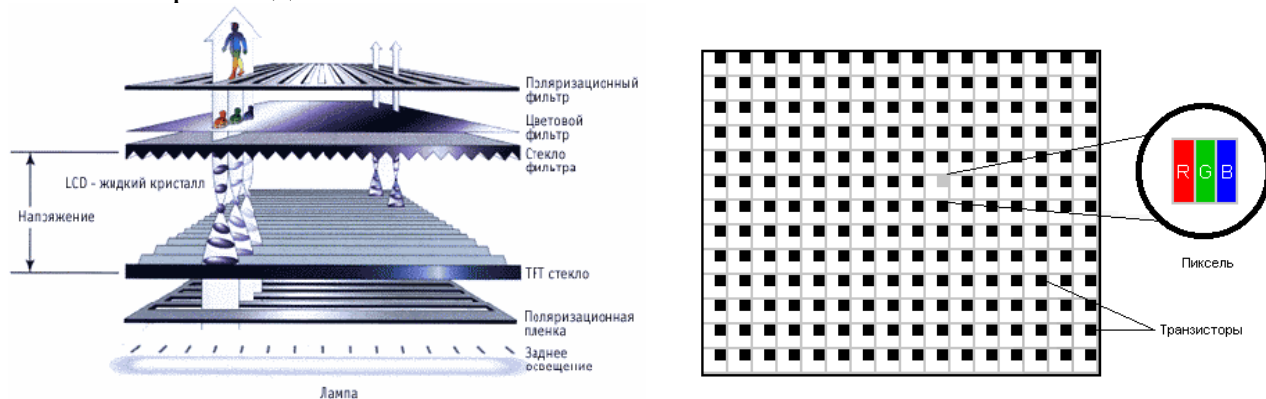 Поляризационный
фильтр
Цветовой
фильтр
Стекло
фильтра
LCD - жидкий кристалл
Напряжение
TFT стекло
Поляризационная
пленка
Заднее
освещение
Лампа
R G B
Пиксель
Транзисторы